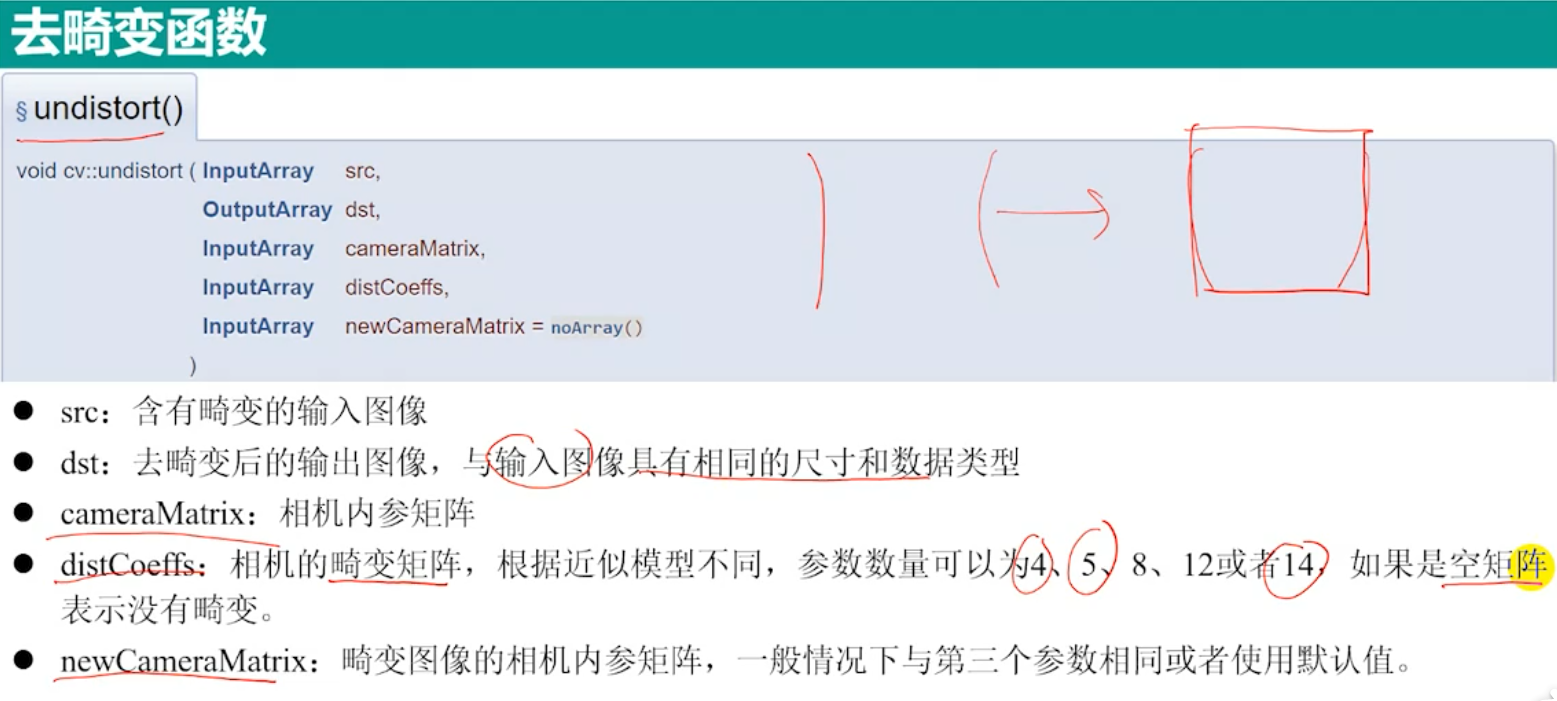 去畸变函数
§ undistort()
void cv::undistort ( InputArray src,
OutputArray dst,
InputArray cameraMatrix,
InputArray distCoeffs,
InputArray newCameraMatrix = noArray()
)
● src：含有畸变的输入图像
● dst：去畸变后的输出图像，与输入图像具有相同的尺寸和数据类型
● cameraMatrix：相机内参矩阵
● distCoeffs：相机的畸变矩阵，根据近似模型不同，参数数量可以为4、5、8、12或者14，如果是空矩阵
表示没有畸变。
● newCameraMatrix：畸变图像的相机内参矩阵，一般情况下与第三个参数相同或者使用默认值。